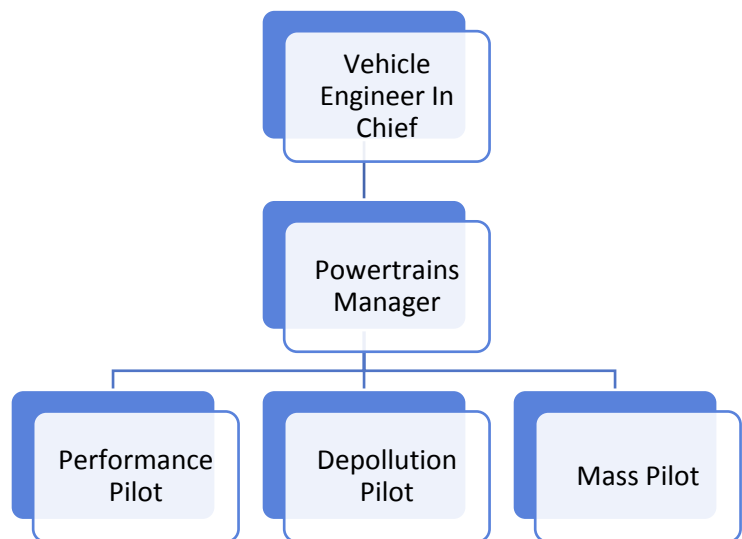 Vehicle
Engineer In
Chief
Powertrains
Manager
Performance
Pilot
Depollution
Pilot
Mass Pilot